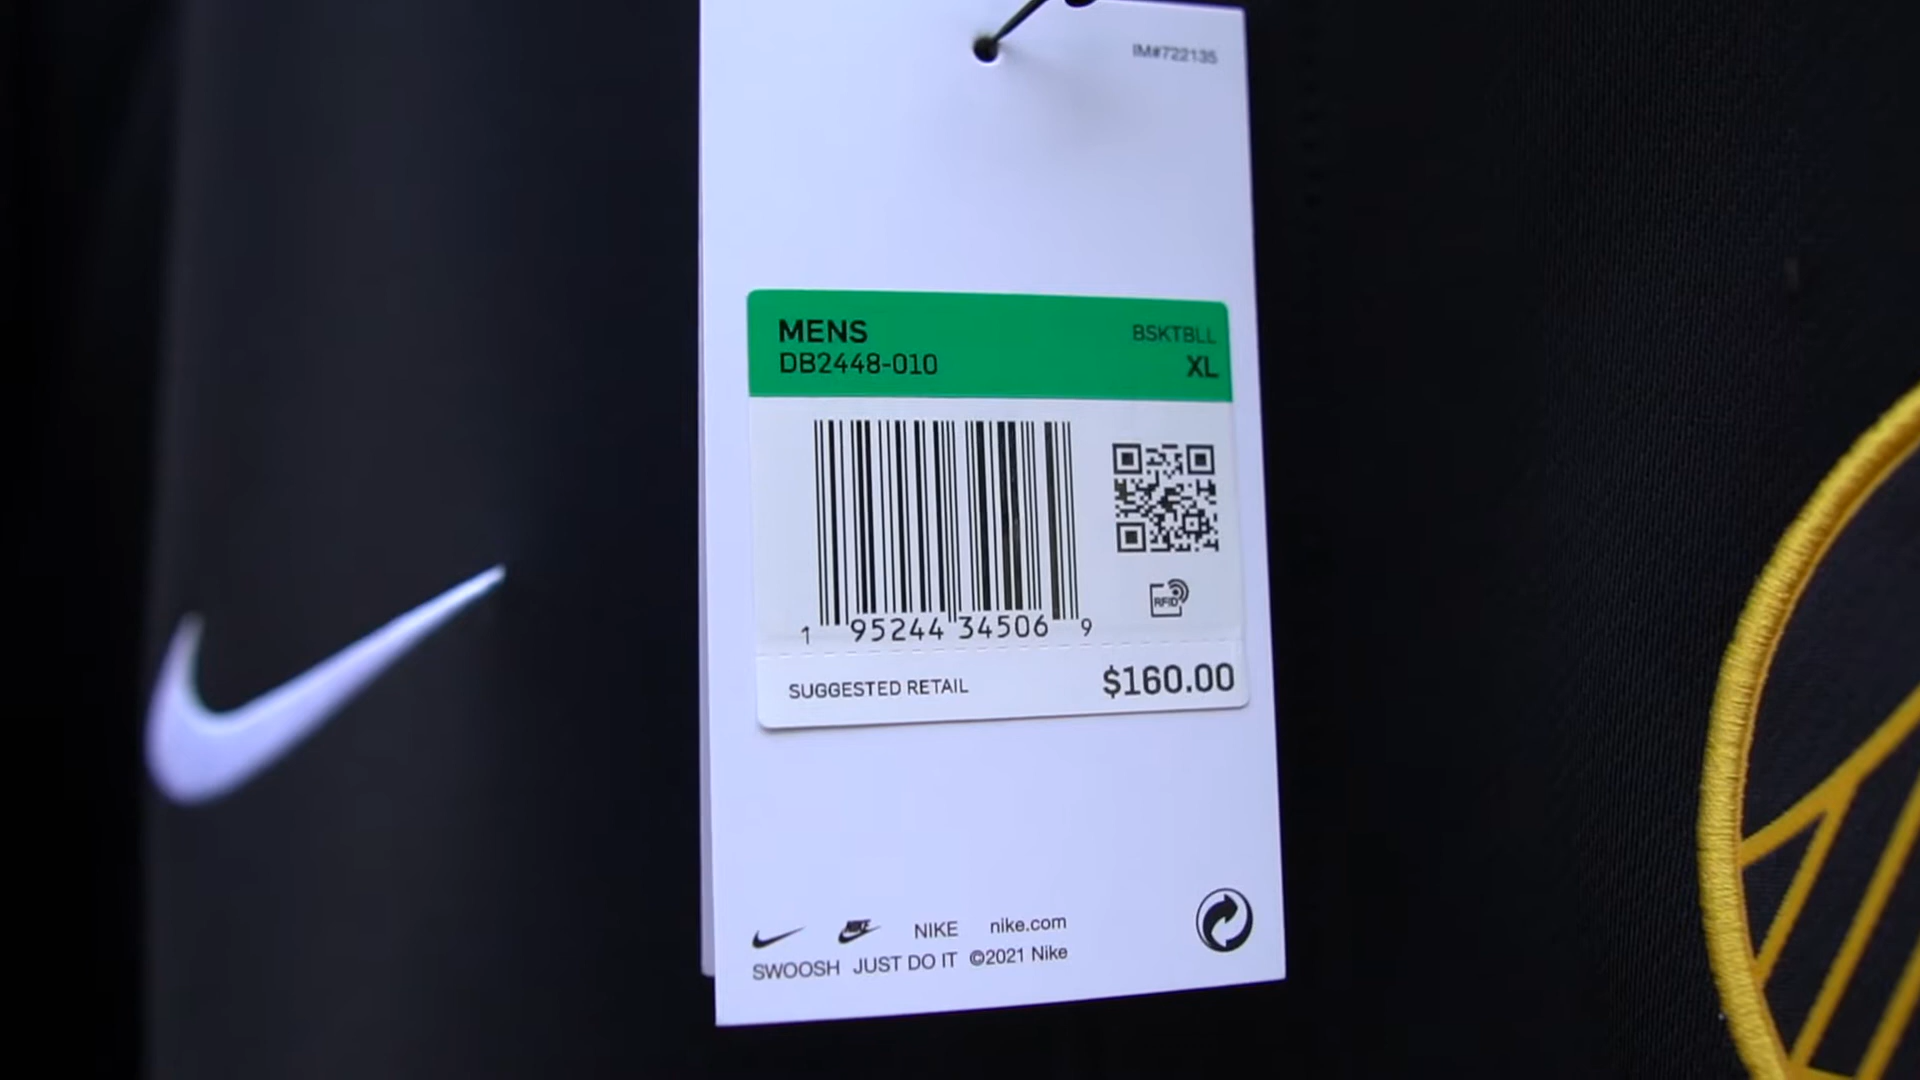 IM#722135
MENS BSKTBLL
DB2448-010 XL
RFID
1 95244 34506 9
SUGGESTED RETAIL $160.00
NIKE NIKE nike.com
SWOOSH JUST DO IT ©2021 Nike